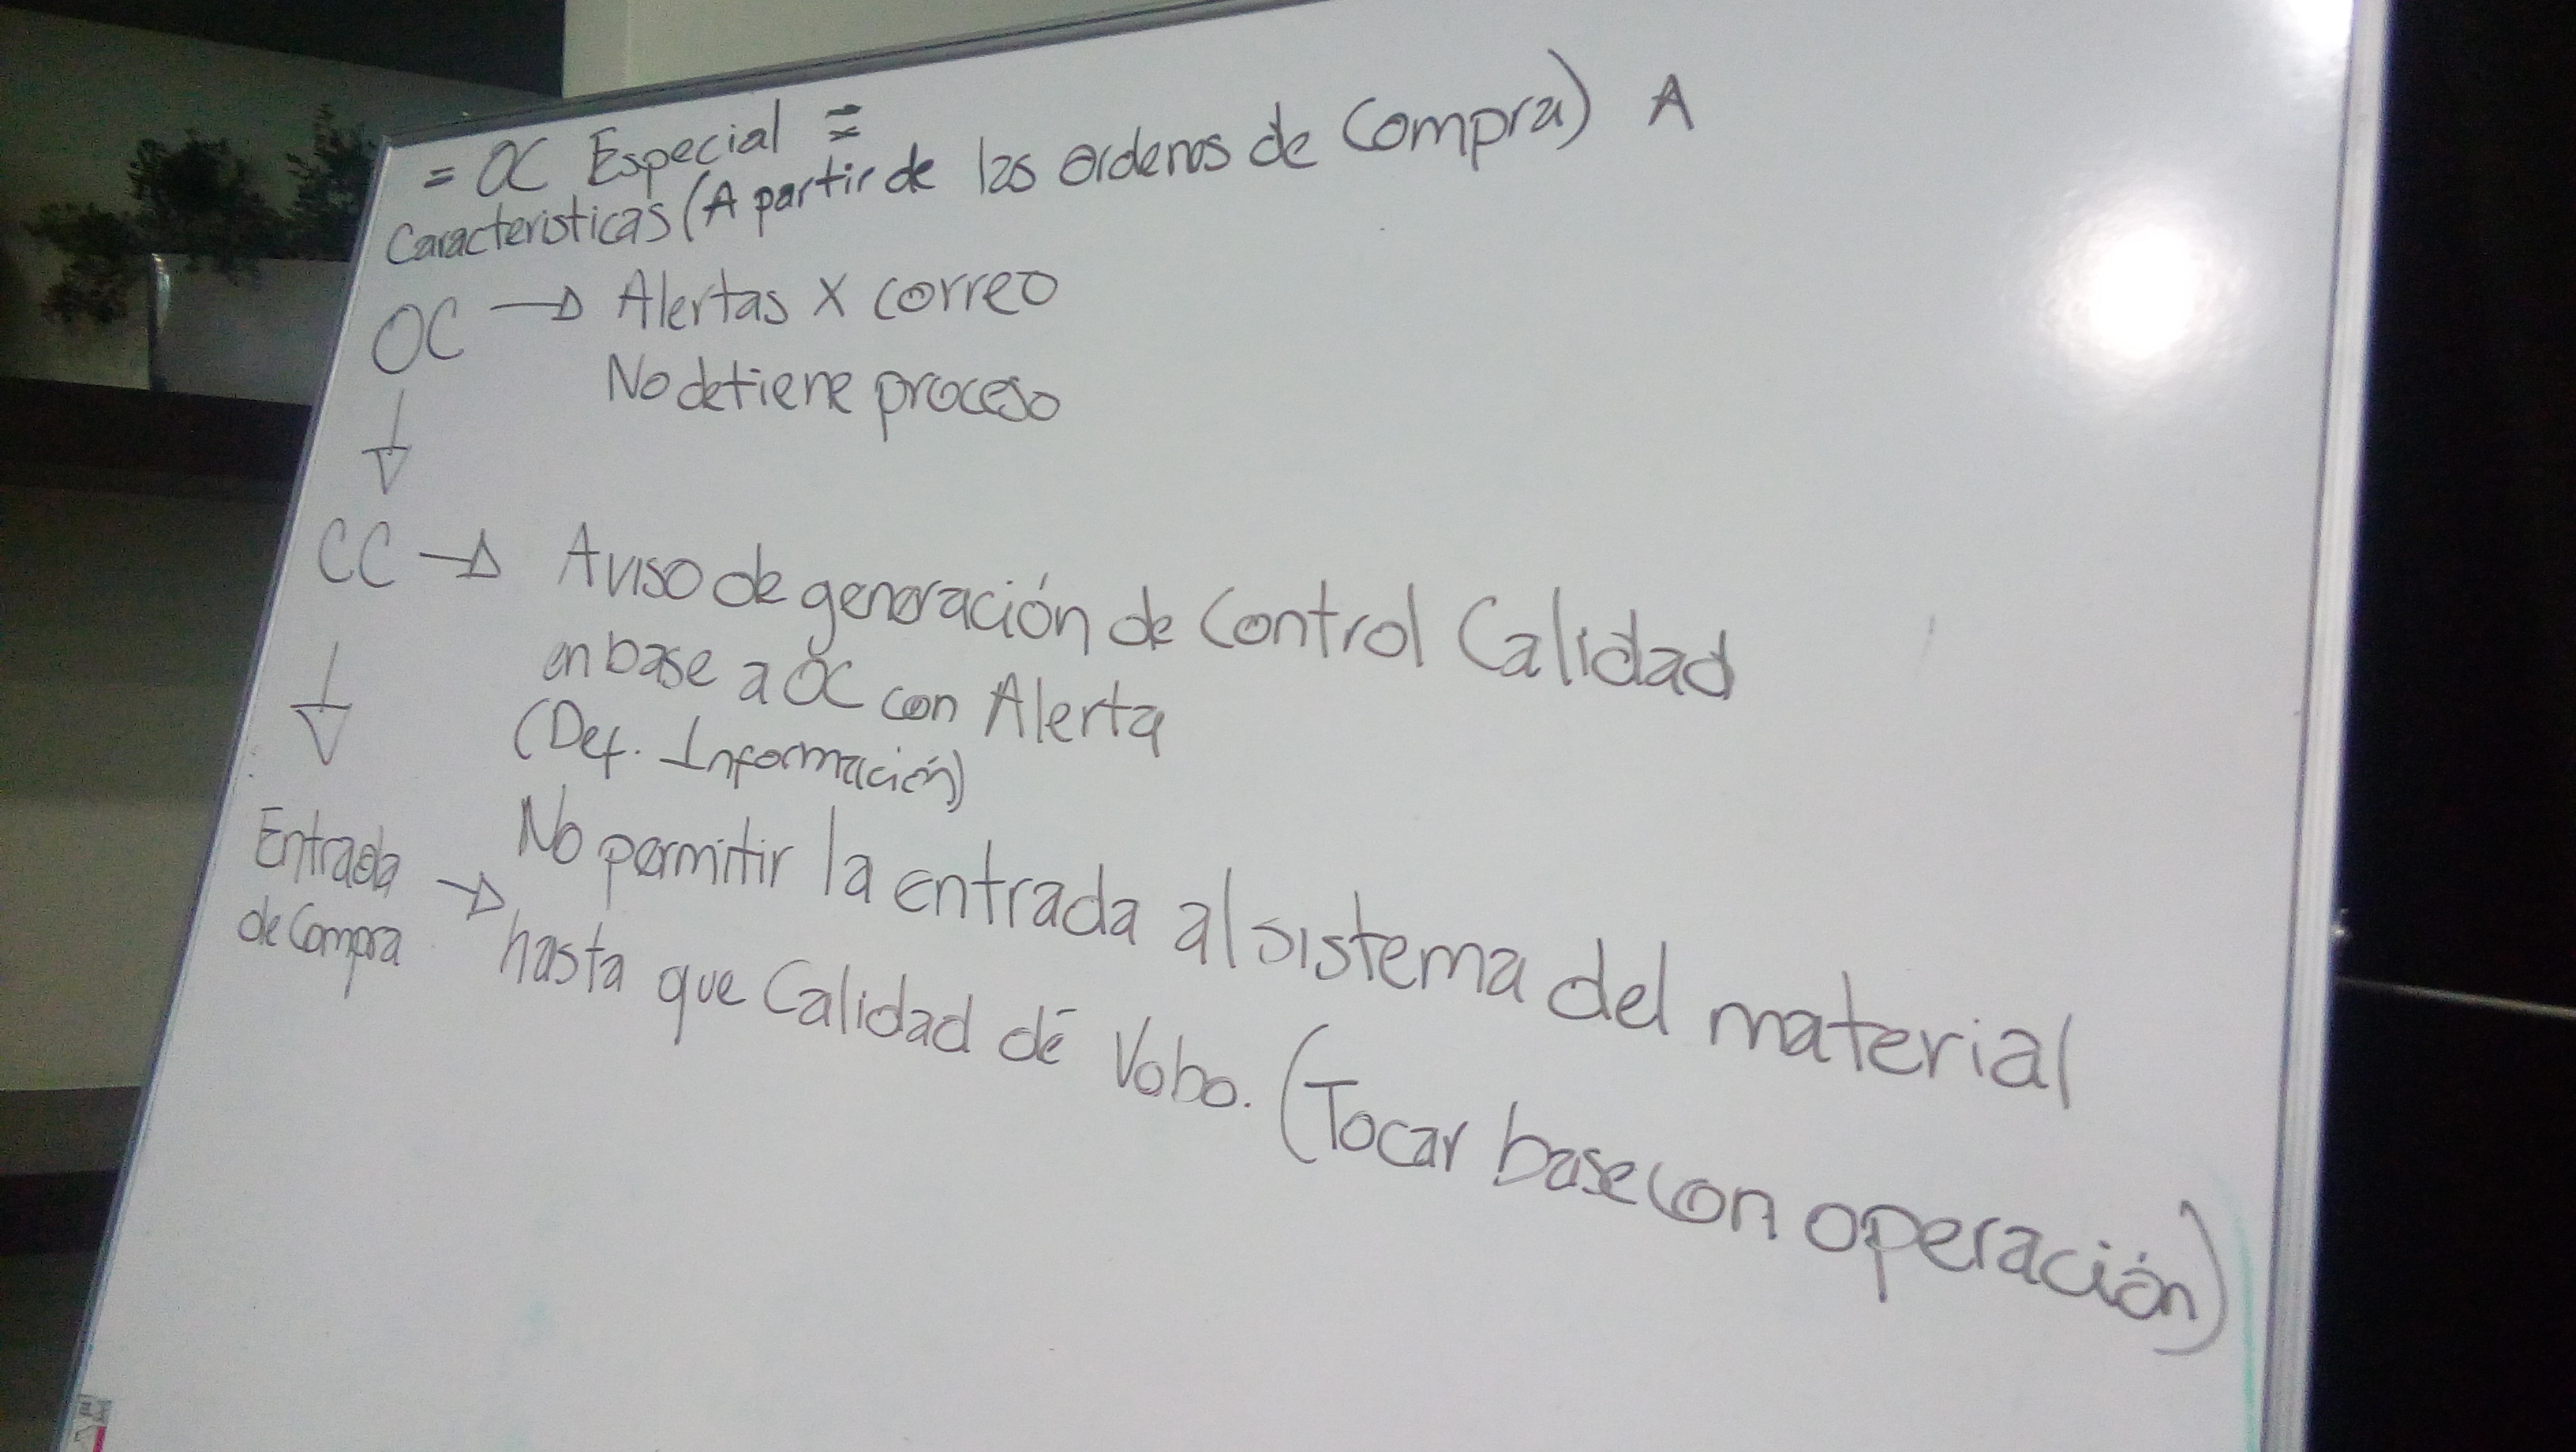 = OC Especial =
Caracteristicas (A partir de las ordenes de Compra) A
OC → Alertas x correo
No detiene proceso
↓
CC → Aviso de generación de Control Calidad
en base a OC con Alerta
(Def. Información)
↓
Entrada de Compra → No permitir la entrada al sistema del material
hasta que Calidad dé Vobo. (Tocar base con operación)